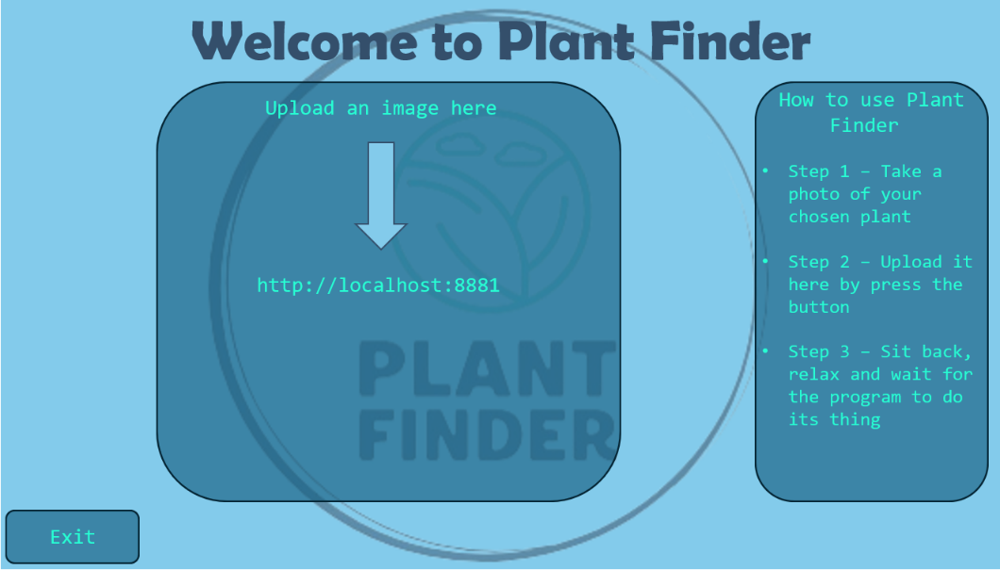 Welcome to Plant Finder
Upload an image here
http://localhost:8881
PLANT
FINDER
How to use Plant
Finder
• Step 1 – Take a
photo of your
chosen plant
• Step 2 – Upload it
here by press the
button
• Step 3 – Sit back,
relax and wait for
the program to do
its thing
Exit